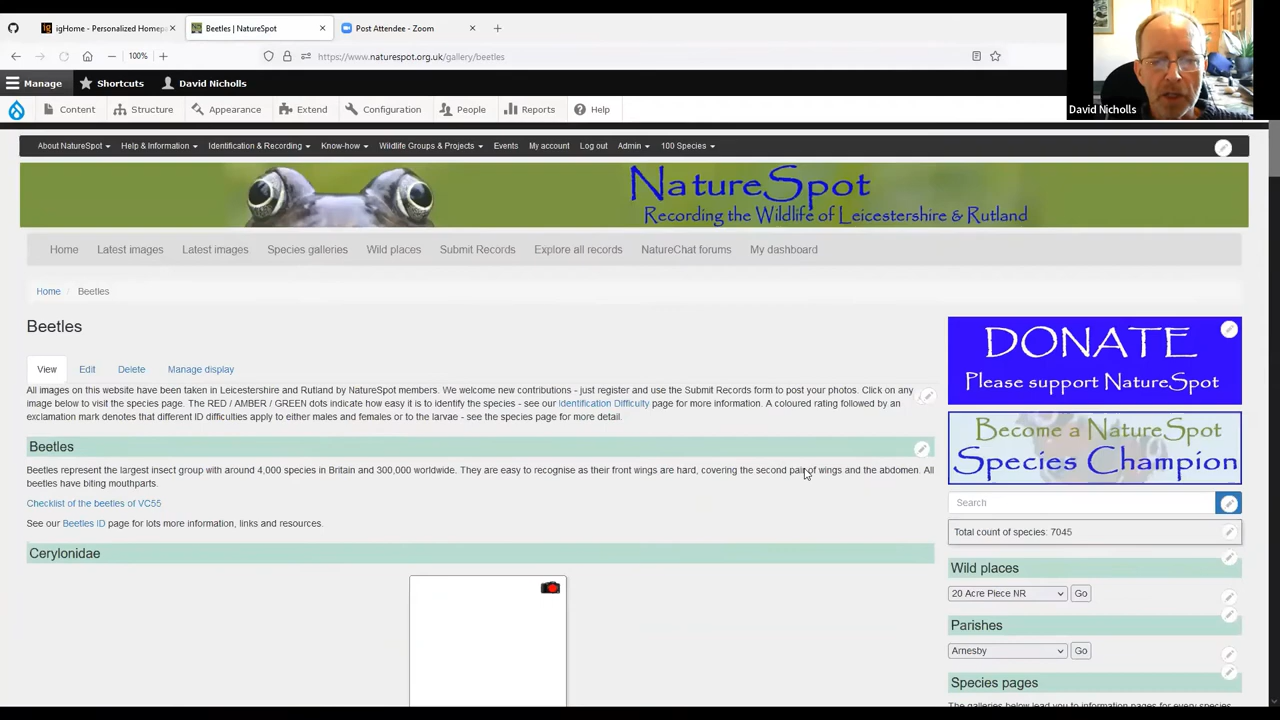 igHome - Personalized Homepa
Beetles | NatureSpot
Post Attendee - Zoom
100%
https://www.naturespot.org.uk/gallery/beetles
David Nicholls
Manage
Shortcuts
David Nicholls
Content
Structure
Appearance
Extend
Configuration
People
Reports
Help
About NatureSpot
Help & Information
Identification & Recording
Know-how
Wildlife Groups & Projects
Events
My account
Log out
Admin
100 Species
NatureSpot
Recording the Wildlife of Leicestershire & Rutland
Home
Latest images
Latest images
Species galleries
Wild places
Submit Records
Explore all records
NatureChat forums
My dashboard
Home / Beetles
Beetles
View
Edit
Delete
Manage display
All images on this website have been taken in Leicestershire and Rutland by NatureSpot members. We welcome new contributions - just register and use the Submit Records form to post your photos. Click on any
image below to visit the species page. The RED / AMBER / GREEN dots indicate how easy it is to identify the species - see our Identification Difficulty page for more information. A coloured rating followed by an
exclamation mark denotes that different ID difficulties apply to either males and females or to the larvae - see the species page for more detail.
Beetles
Beetles represent the largest insect group with around 4,000 species in Britain and 300,000 worldwide. They are easy to recognise as their front wings are hard, covering the second pair of wings and the abdomen. All
beetles have biting mouthparts.
Checklist of the beetles of VC55
See our Beetles ID page for lots more information, links and resources.
Cerylonidae
DONATE
Please support NatureSpot
Become a NatureSpot
Species Champion
Search
Total count of species: 7045
Wild places
20 Acre Piece NR
Go
Parishes
Arnesby
Go
Species pages
The galleries below lead you to information pages for every species